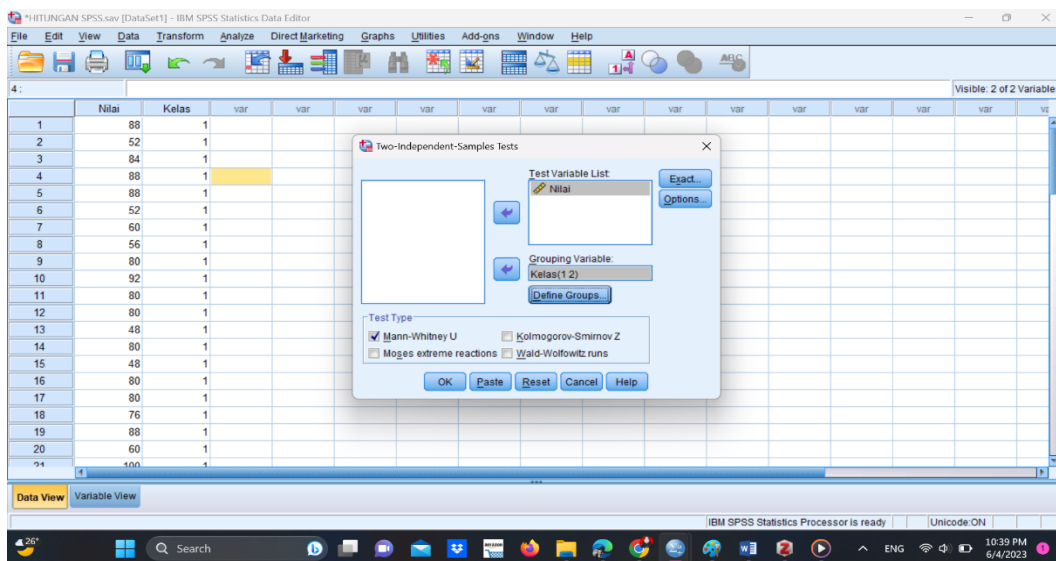 *HITUNGAN SPSS.sav [DataSet1] - IBM SPSS Statistics Data Editor
File Edit View Data Transform Analyze Direct Marketing Graphs Utilities Add-ons Window Help
4 :
Visible: 2 of 2 Variable
Nilai Kelas var var var var var var var var var var var var
1 88 1
2 52 1
3 84 1
4 88 1
5 88 1
6 52 1
7 60 1
8 56 1
9 80 1
10 92 1
11 80 1
12 80 1
13 48 1
14 80 1
15 48 1
16 80 1
17 80 1
18 76 1
19 88 1
20 60 1
21 100 1
Two-Independent-Samples Tests
Test Variable List:
Nilai
Exact...
Options...
Grouping Variable:
Kelas(1 2)
Define Groups...
Test Type
Mann-Whitney U Kolmogorov-Smirnov Z
Moses extreme reactions Wald-Wolfowitz runs
OK Paste Reset Cancel Help
Data View Variable View
IBM SPSS Statistics Processor is ready Unicode:ON
26°
Search
ENG
10:39 PM
6/4/2023
1